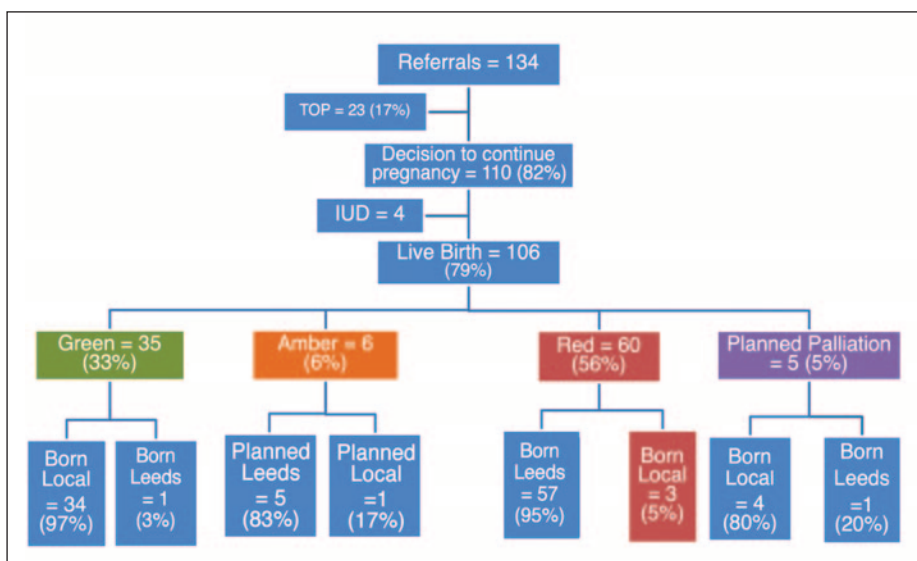 Referrals = 134
TOP = 23 (17%)
Decision to continue
pregnancy = 110 (82%)
IUD = 4
Live Birth = 106
(79%)
Green = 35
(33%)
Amber = 6
(6%)
Red = 60
(56%)
Planned Palliation
= 5 (5%)
Born
Local
= 34
(97%)
Born
Leeds =
1
(3%)
Planned
Leeds
= 5
(83%)
Planned
Local
=1
(17%)
Born
Leeds
= 57
(95%)
Born
Local
= 3
(5%)
Born
Local =
4
(80%)
Born
Leeds
=1
(20%)